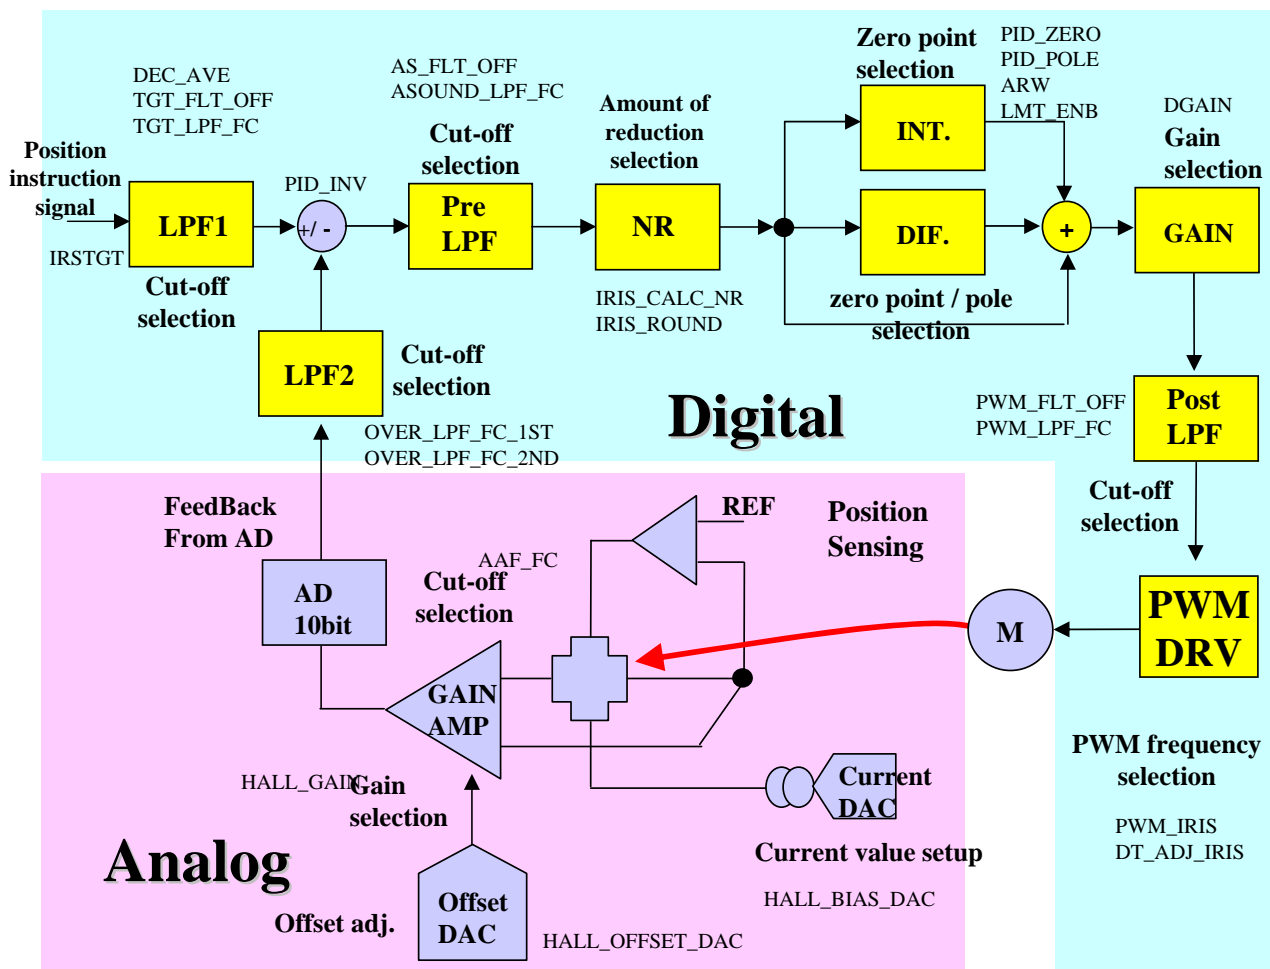 DEC_AVE
TGT_FLT_OFF
TGT_LPF_FC
AS_FLT_OFF
ASOUND_LPF_FC
Cut-off
selection
Amount of
reduction
selection
Zero point
selection
PID_ZERO
PID_POLE
ARW
LMT_ENB
DGAIN
Gain
selection
Position
instruction
signal
IRSTGT
LPF1
Cut-off
selection
PID_INV
+/ -
Pre
LPF
NR
IRIS_CALC_NR
IRIS_ROUND
INT.
DIF.
zero point / pole
selection
+
GAIN
LPF2
Cut-off
selection
OVER_LPF_FC_1ST
OVER_LPF_FC_2ND
Digital
PWM_FLT_OFF
PWM_LPF_FC
Post
LPF
Cut-off
selection
FeedBack
From AD
AD
10bit
AAF_FC
Cut-off
selection
REF
Position
Sensing
GAIN
AMP
M
PWM
DRV
HALL_GAIN
Gain
selection
Current
DAC
PWM frequency
selection
PWM_IRIS
DT_ADJ_IRIS
Current value setup
HALL_BIAS_DAC
Analog
Offset adj.
Offset
DAC
HALL_OFFSET_DAC